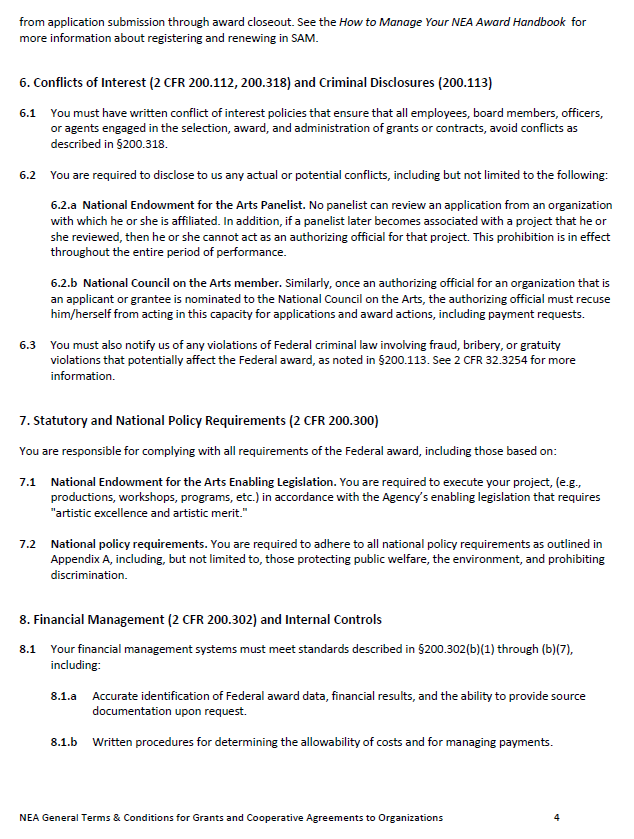 from application submission through award closeout. See the How to Manage Your NEA Award Handbook for
more information about registering and renewing in SAM.
6. Conflicts of Interest (2 CFR 200.112, 200.318) and Criminal Disclosures (200.113)
6.1 You must have written conflict of interest policies that ensure that all employees, board members, officers,
or agents engaged in the selection, award, and administration of grants or contracts, avoid conflicts as
described in §200.318.
6.2 You are required to disclose to us any actual or potential conflicts, including but not limited to the following:
6.2.a National Endowment for the Arts Panelist. No panelist can review an application from an organization
with which he or she is affiliated. In addition, if a panelist later becomes associated with a project that he or
she reviewed, then he or she cannot act as an authorizing official for that project. This prohibition is in effect
throughout the entire period of performance.
6.2.b National Council on the Arts member. Similarly, once an authorizing official for an organization that is
an applicant or grantee is nominated to the National Council on the Arts, the authorizing official must recuse
him/herself from acting in this capacity for applications and award actions, including payment requests.
6.3 You must also notify us of any violations of Federal criminal law involving fraud, bribery, or gratuity
violations that potentially affect the Federal award, as noted in §200.113. See 2 CFR 32.3254 for more
information.
7. Statutory and National Policy Requirements (2 CFR 200.300)
You are responsible for complying with all requirements of the Federal award, including those based on:
7.1 National Endowment for the Arts Enabling Legislation. You are required to execute your project, (e.g.,
productions, workshops, programs, etc.) in accordance with the Agency's enabling legislation that requires
"artistic excellence and artistic merit."
7.2 National policy requirements. You are required to adhere to all national policy requirements as outlined in
Appendix A, including, but not limited to, those protecting public welfare, the environment, and prohibiting
discrimination.
8. Financial Management (2 CFR 200.302) and Internal Controls
8.1 Your financial management systems must meet standards described in §200.302(b)(1) through (b)(7),
including:
8.1.a Accurate identification of Federal award data, financial results, and the ability to provide source
documentation upon request.
8.1.b Written procedures for determining the allowability of costs and for managing payments.
NEA General Terms & Conditions for Grants and Cooperative Agreements to Organizations 4